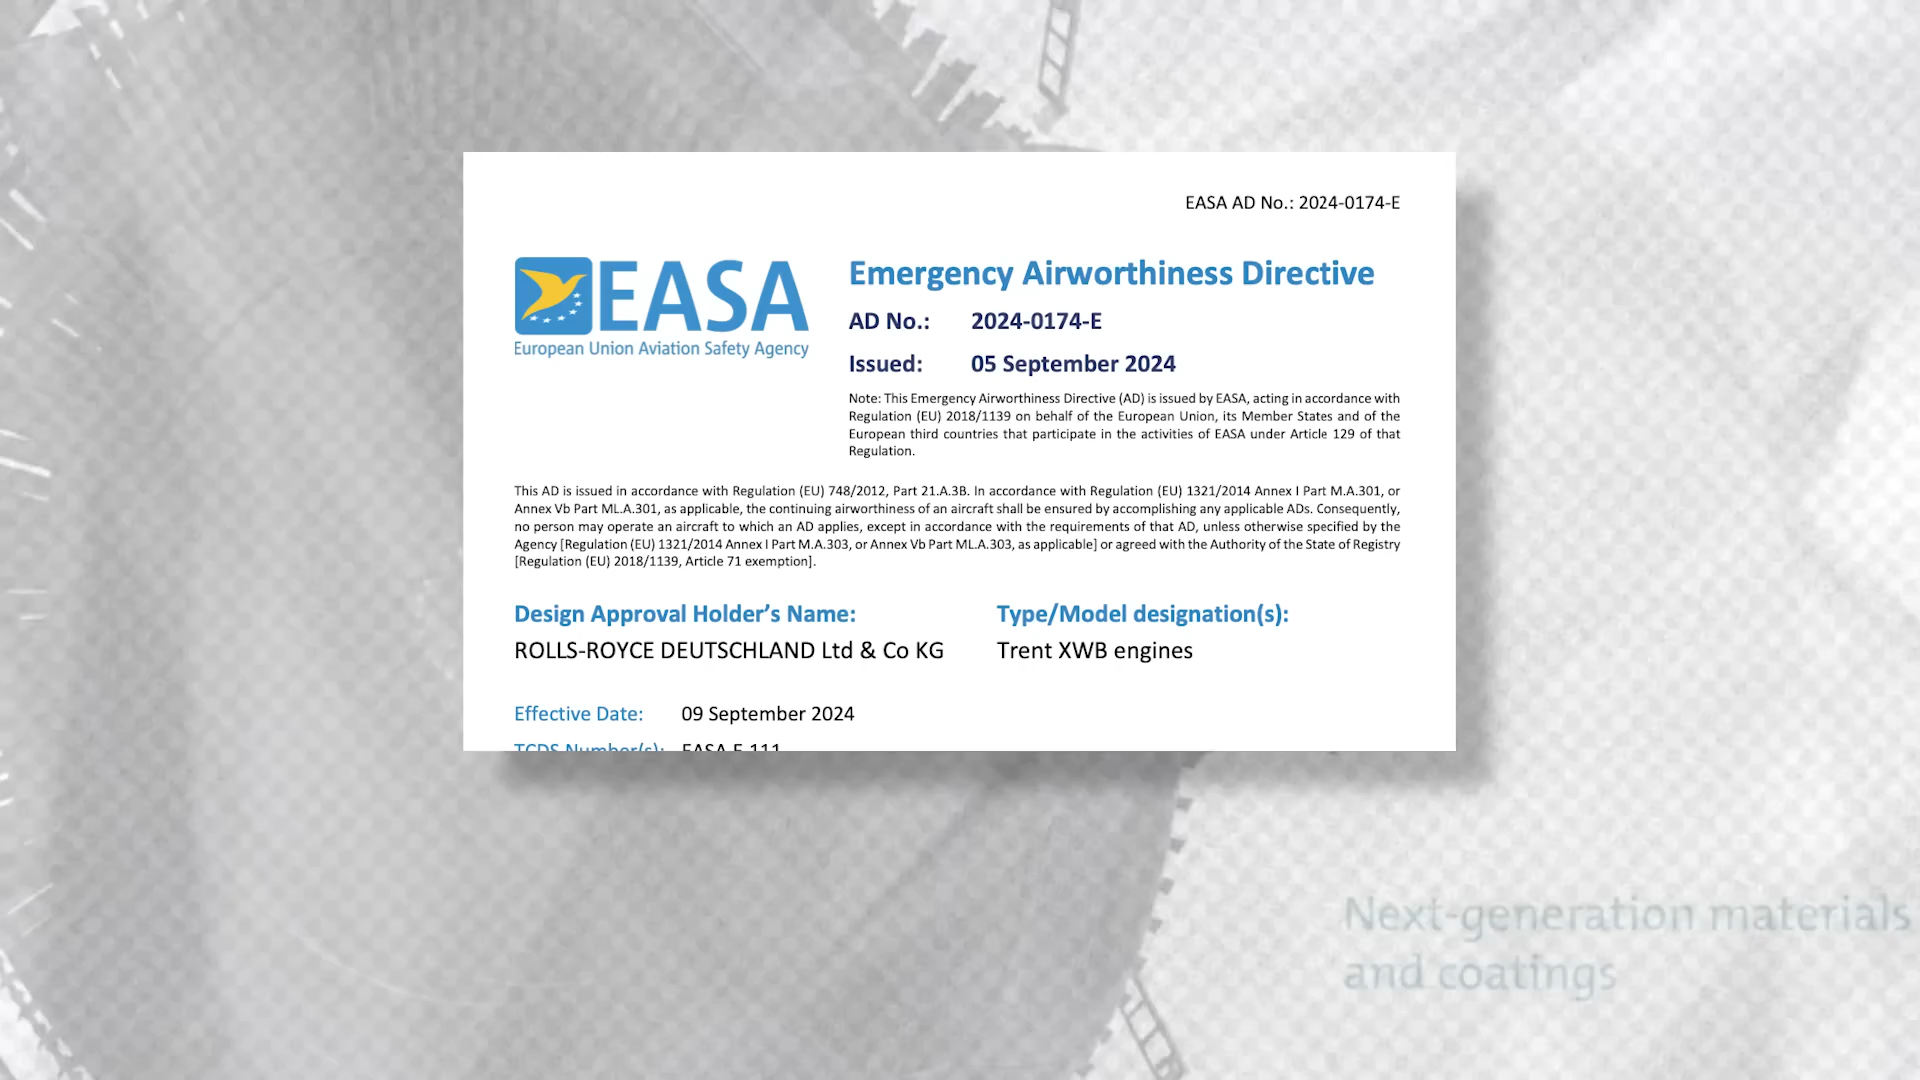 EASA AD No.: 2024-0174-E
EASA
European Union Aviation Safety Agency
Emergency Airworthiness Directive
AD No.: 2024-0174-E
Issued: 05 September 2024
Note: This Emergency Airworthiness Directive (AD) is issued by EASA, acting in accordance with
Regulation (EU) 2018/1139 on behalf of the European Union, its Member States and of the
European third countries that participate in the activities of EASA under Article 129 of that
Regulation.
This AD is issued in accordance with Regulation (EU) 748/2012, Part 21.A.3B. In accordance with Regulation (EU) 1321/2014 Annex I Part M.A.301, or
Annex Vb Part ML.A.301, as applicable, the continuing airworthiness of an aircraft shall be ensured by accomplishing any applicable ADs. Consequently,
no person may operate an aircraft to which an AD applies, except in accordance with the requirements of that AD, unless otherwise specified by the
Agency [Regulation (EU) 1321/2014 Annex I Part M.A.303, or Annex Vb Part ML.A.303, as applicable] or agreed with the Authority of the State of Registry
[Regulation (EU) 2018/1139, Article 71 exemption].
Design Approval Holder’s Name:
ROLLS-ROYCE DEUTSCHLAND Ltd & Co KG
Type/Model designation(s):
Trent XWB engines
Effective Date: 09 September 2024
TCDS Number(s): EASA.E.111
Next-generation materials
and coatings